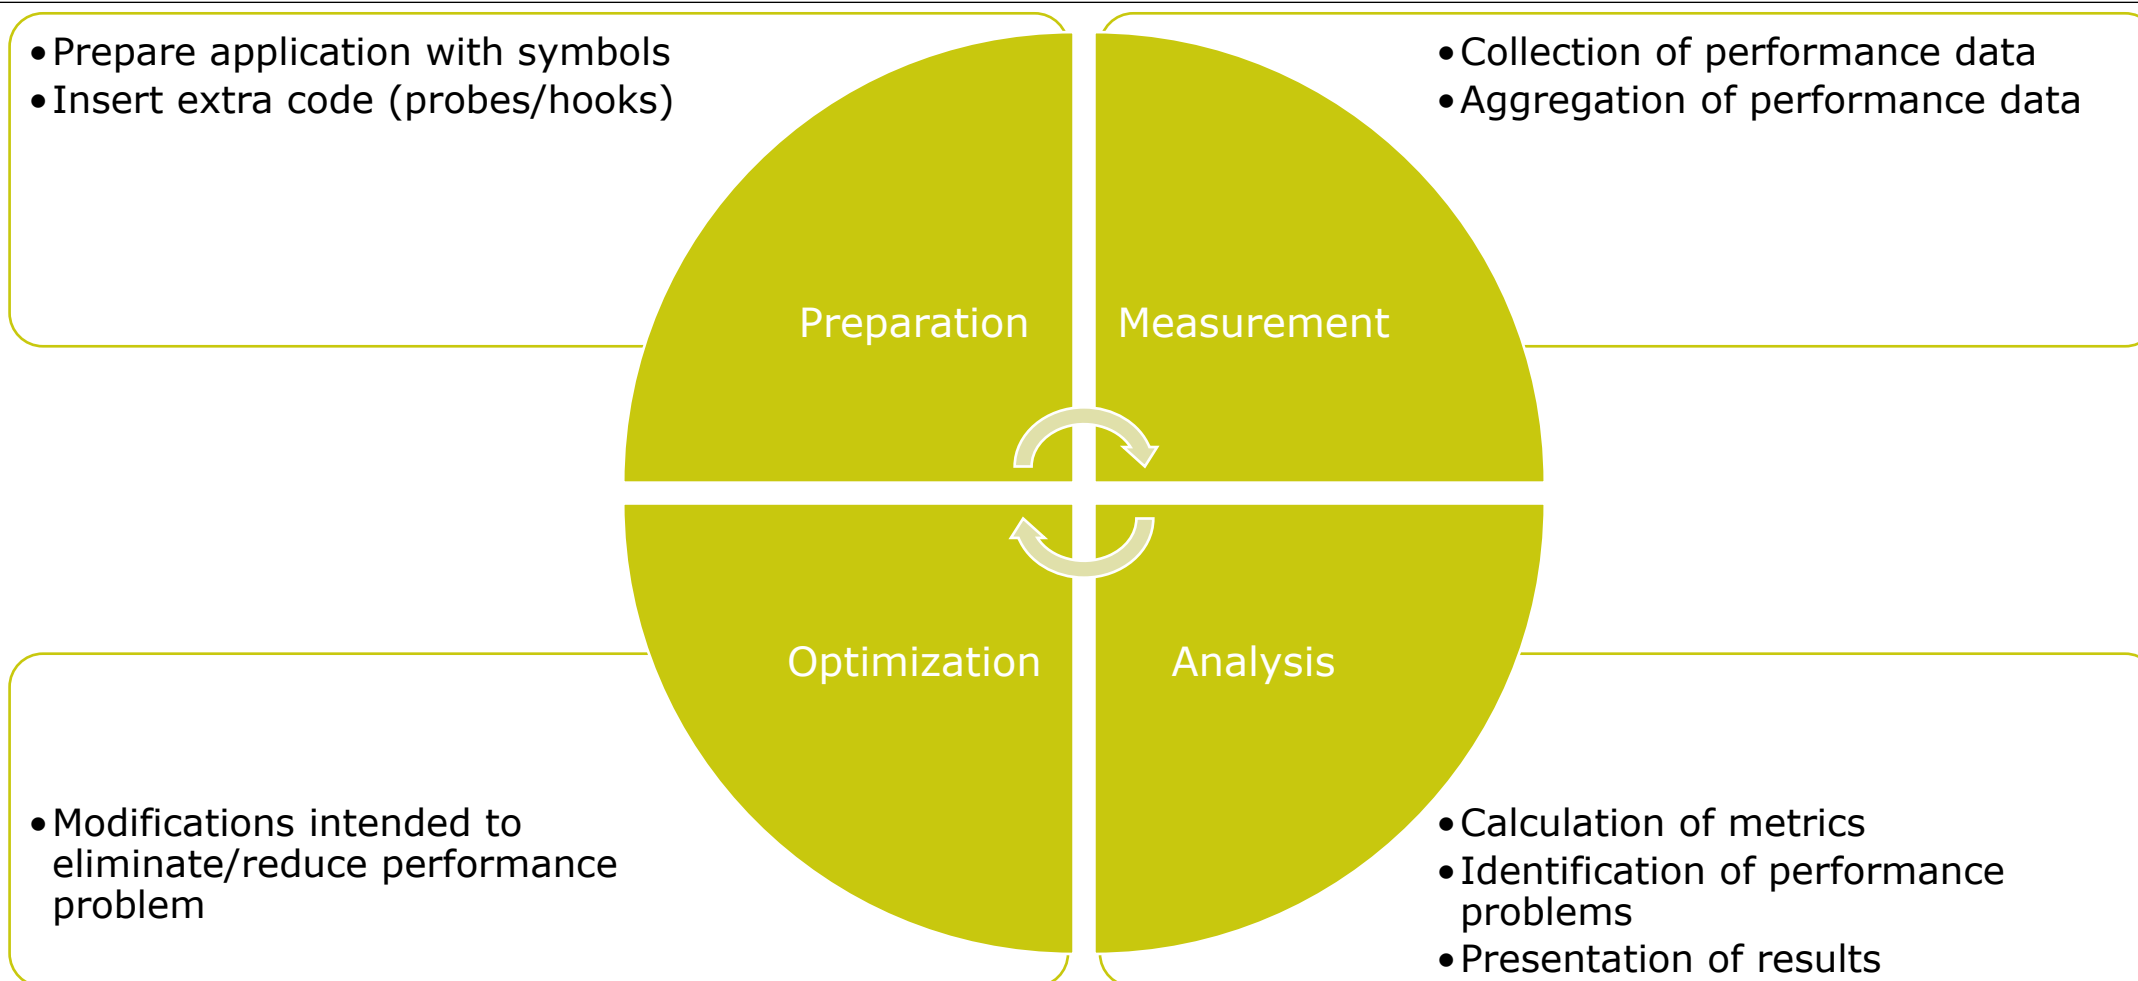 •Prepare application with symbols
•Insert extra code (probes/hooks)
•Collection of performance data
•Aggregation of performance data
Preparation
Measurement
Optimization
Analysis
•Modifications intended to
eliminate/reduce performance
problem
•Calculation of metrics
•Identification of performance
problems
•Presentation of results